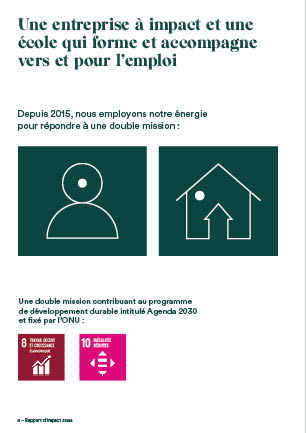 Une entreprise à impact et une
école qui forme et accompagne
vers et pour l'emploi
Depuis 2015, nous employons notre énergie
pour répondre à une double mission :
Une double mission contribuant au programme
de développement durable intitulé Agenda 2030
et fixé par l'ONU :
8 TRAVAIL DÉCENT
ET CROISSANCE
ÉCONOMIQUE
10 INÉGALITÉS
RÉDUITES
6 – Rapport d'impact 2024